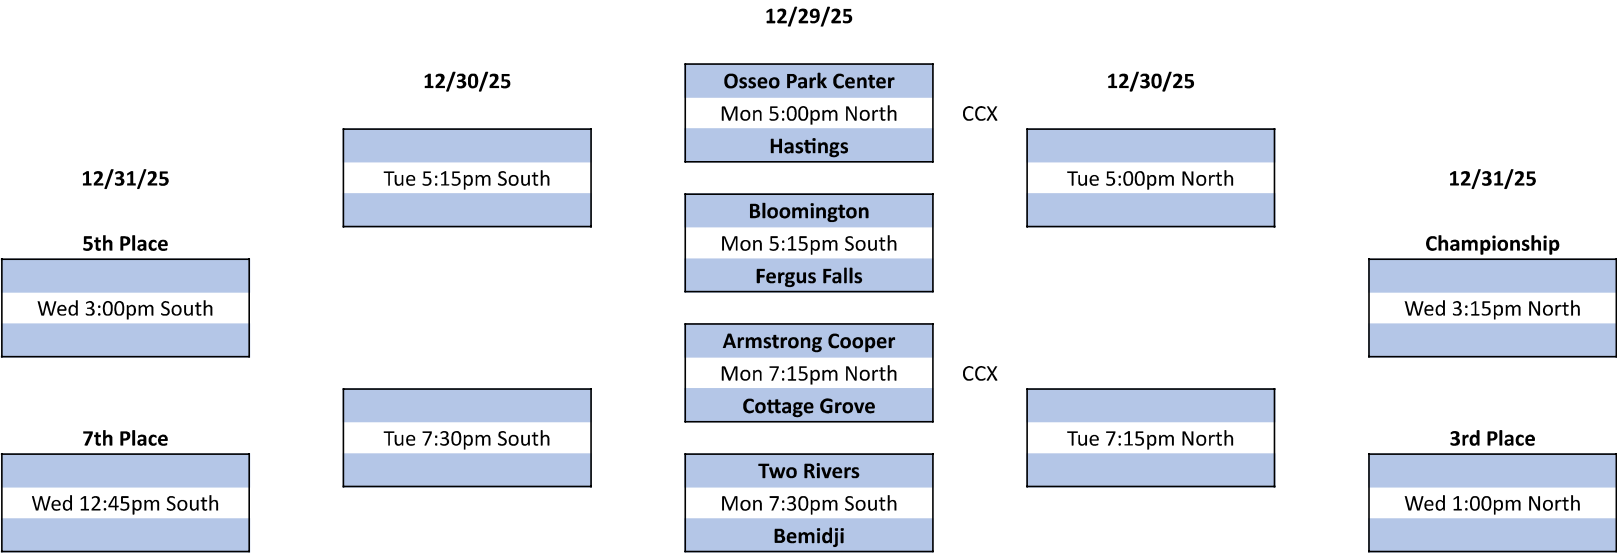 12/29/25
12/30/25
Osseo Park Center
12/30/25
Mon 5:00pm North
CCX
Hastings
12/31/25
Tue 5:15pm South
Tue 5:00pm North
12/31/25
Bloomington
5th Place
Mon 5:15pm South
Championship
Fergus Falls
Wed 3:00pm South
Wed 3:15pm North
Armstrong Cooper
Mon 7:15pm North
CCX
Cottage Grove
7th Place
Tue 7:30pm South
Tue 7:15pm North
3rd Place
Two Rivers
Wed 12:45pm South
Mon 7:30pm South
Wed 1:00pm North
Bemidji